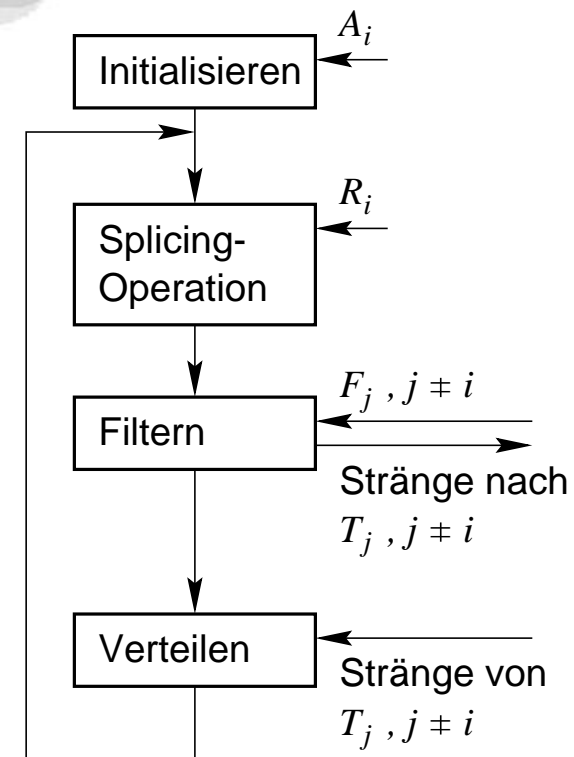 A_i
Initialisieren
R_i
Splicing-
Operation
F_j , j ≠ i
Filtern
Stränge nach
T_j , j ≠ i
Verteilen
Stränge von
T_j , j ≠ i